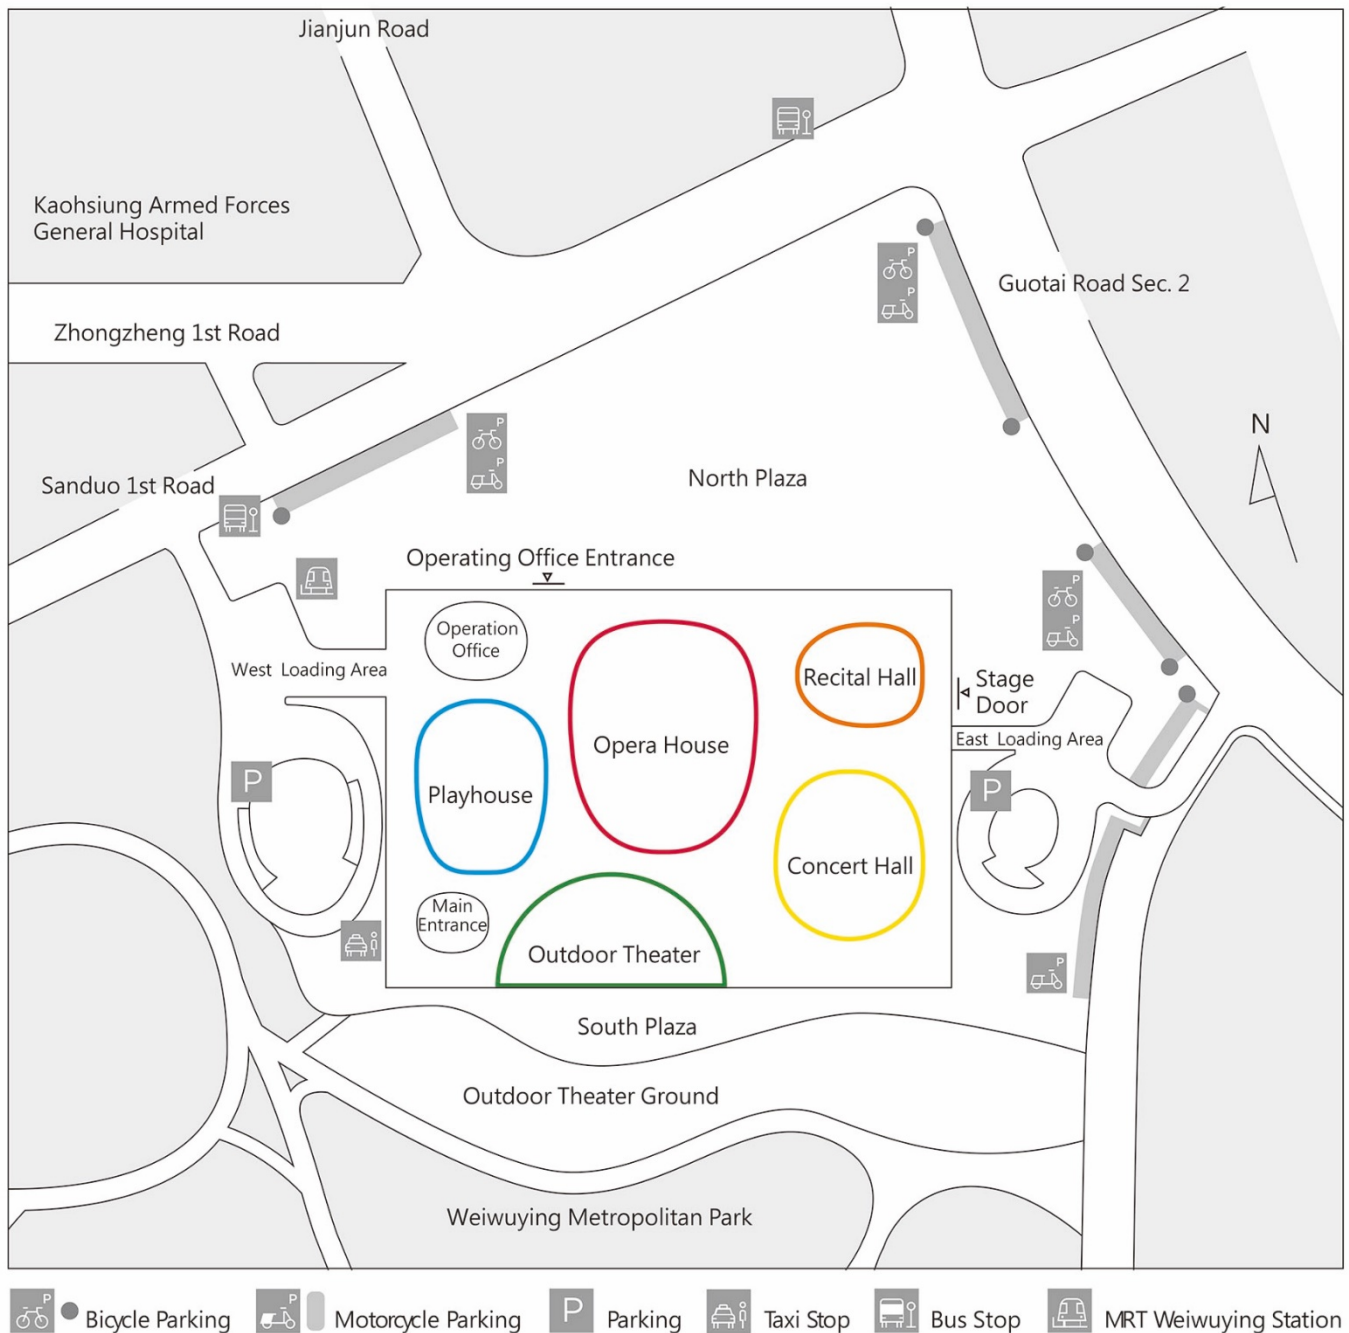 Jianjun Road
Kaohsiung Armed Forces
General Hospital
Guotai Road Sec. 2
Zhongzheng 1st Road
N
Sanduo 1st Road
North Plaza
Operating Office Entrance
Operation
Office
West Loading Area
Recital Hall
Stage
Door
Opera House
East Loading Area
P
Playhouse
P
Concert Hall
Main
Entrance
Outdoor Theater
South Plaza
Outdoor Theater Ground
Weiwuying Metropolitan Park
P
P
P
P
P
P
P
P Bicycle Parking
P Motorcycle Parking
P Parking
Taxi Stop
Bus Stop
MRT Weiwuying Station